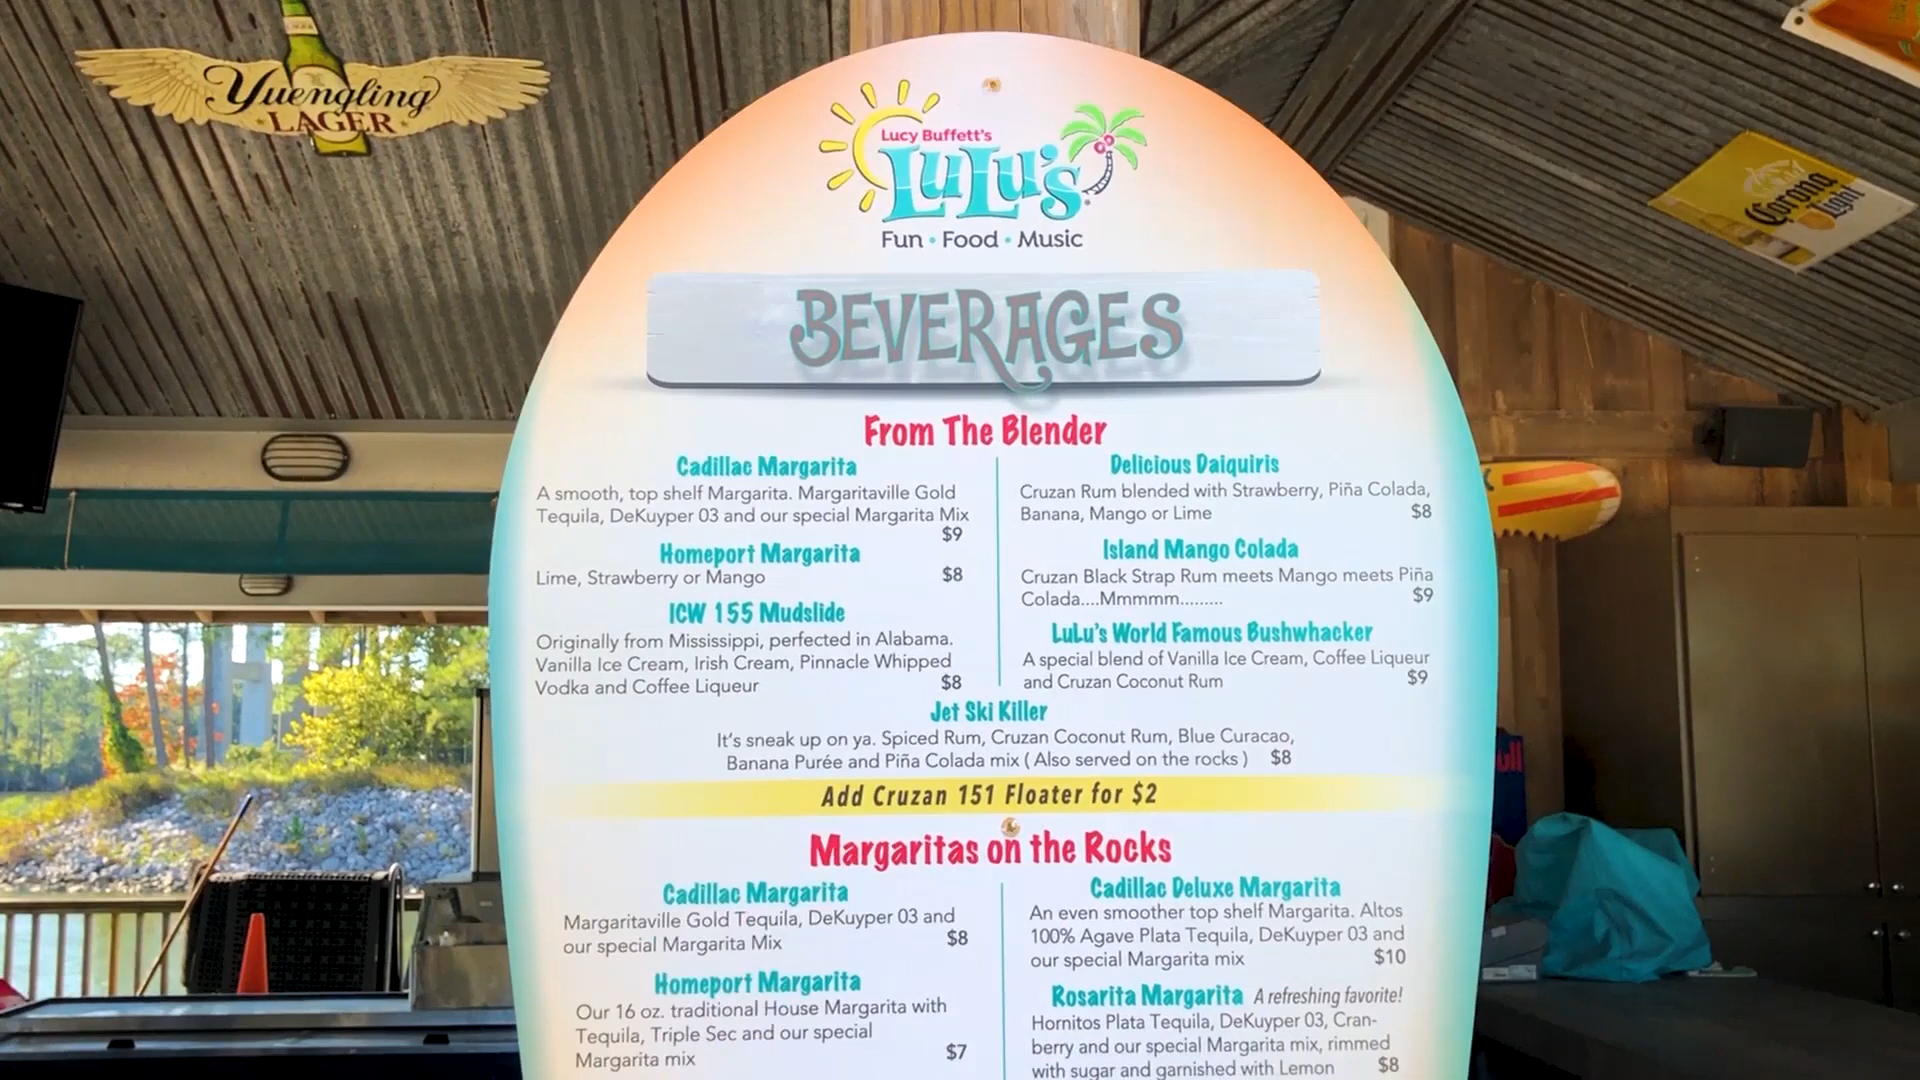 Yuengling
LAGER
Lucy Buffett's
LuLu's
Fun • Food • Music
Corona
Light
BEVERAGES
From The Blender
Cadillac Margarita
A smooth, top shelf Margarita. Margaritaville Gold
Tequila, DeKuyper 03 and our special Margarita Mix
$9
Homeport Margarita
Lime, Strawberry or Mango $8
ICW 155 Mudslide
Originally from Mississippi, perfected in Alabama.
Vanilla Ice Cream, Irish Cream, Pinnacle Whipped
Vodka and Coffee Liqueur $8
Delicious Daiquiris
Cruzan Rum blended with Strawberry, Piña Colada,
Banana, Mango or Lime $8
Island Mango Colada
Cruzan Black Strap Rum meets Mango meets Piña
Colada....Mmmmm......... $9
LuLu's World Famous Bushwhacker
A special blend of Vanilla Ice Cream, Coffee Liqueur
and Cruzan Coconut Rum $9
Jet Ski Killer
It's sneak up on ya. Spiced Rum, Cruzan Coconut Rum, Blue Curacao,
Banana Purée and Piña Colada mix ( Also served on the rocks ) $8
Add Cruzan 151 Floater for $2
Margaritas on the Rocks
Cadillac Margarita
Margaritaville Gold Tequila, DeKuyper 03 and
our special Margarita Mix $8
Homeport Margarita
Our 16 oz. traditional House Margarita with
Tequila, Triple Sec and our special
Margarita mix $7
Cadillac Deluxe Margarita
An even smoother top shelf Margarita. Altos
100% Agave Plata Tequila, DeKuyper 03 and
our special Margarita mix $10
Rosarita Margarita A refreshing favorite!
Hornitos Plata Tequila, DeKuyper 03, Cran-
berry and our special Margarita mix, rimmed
with sugar and garnished with Lemon $8